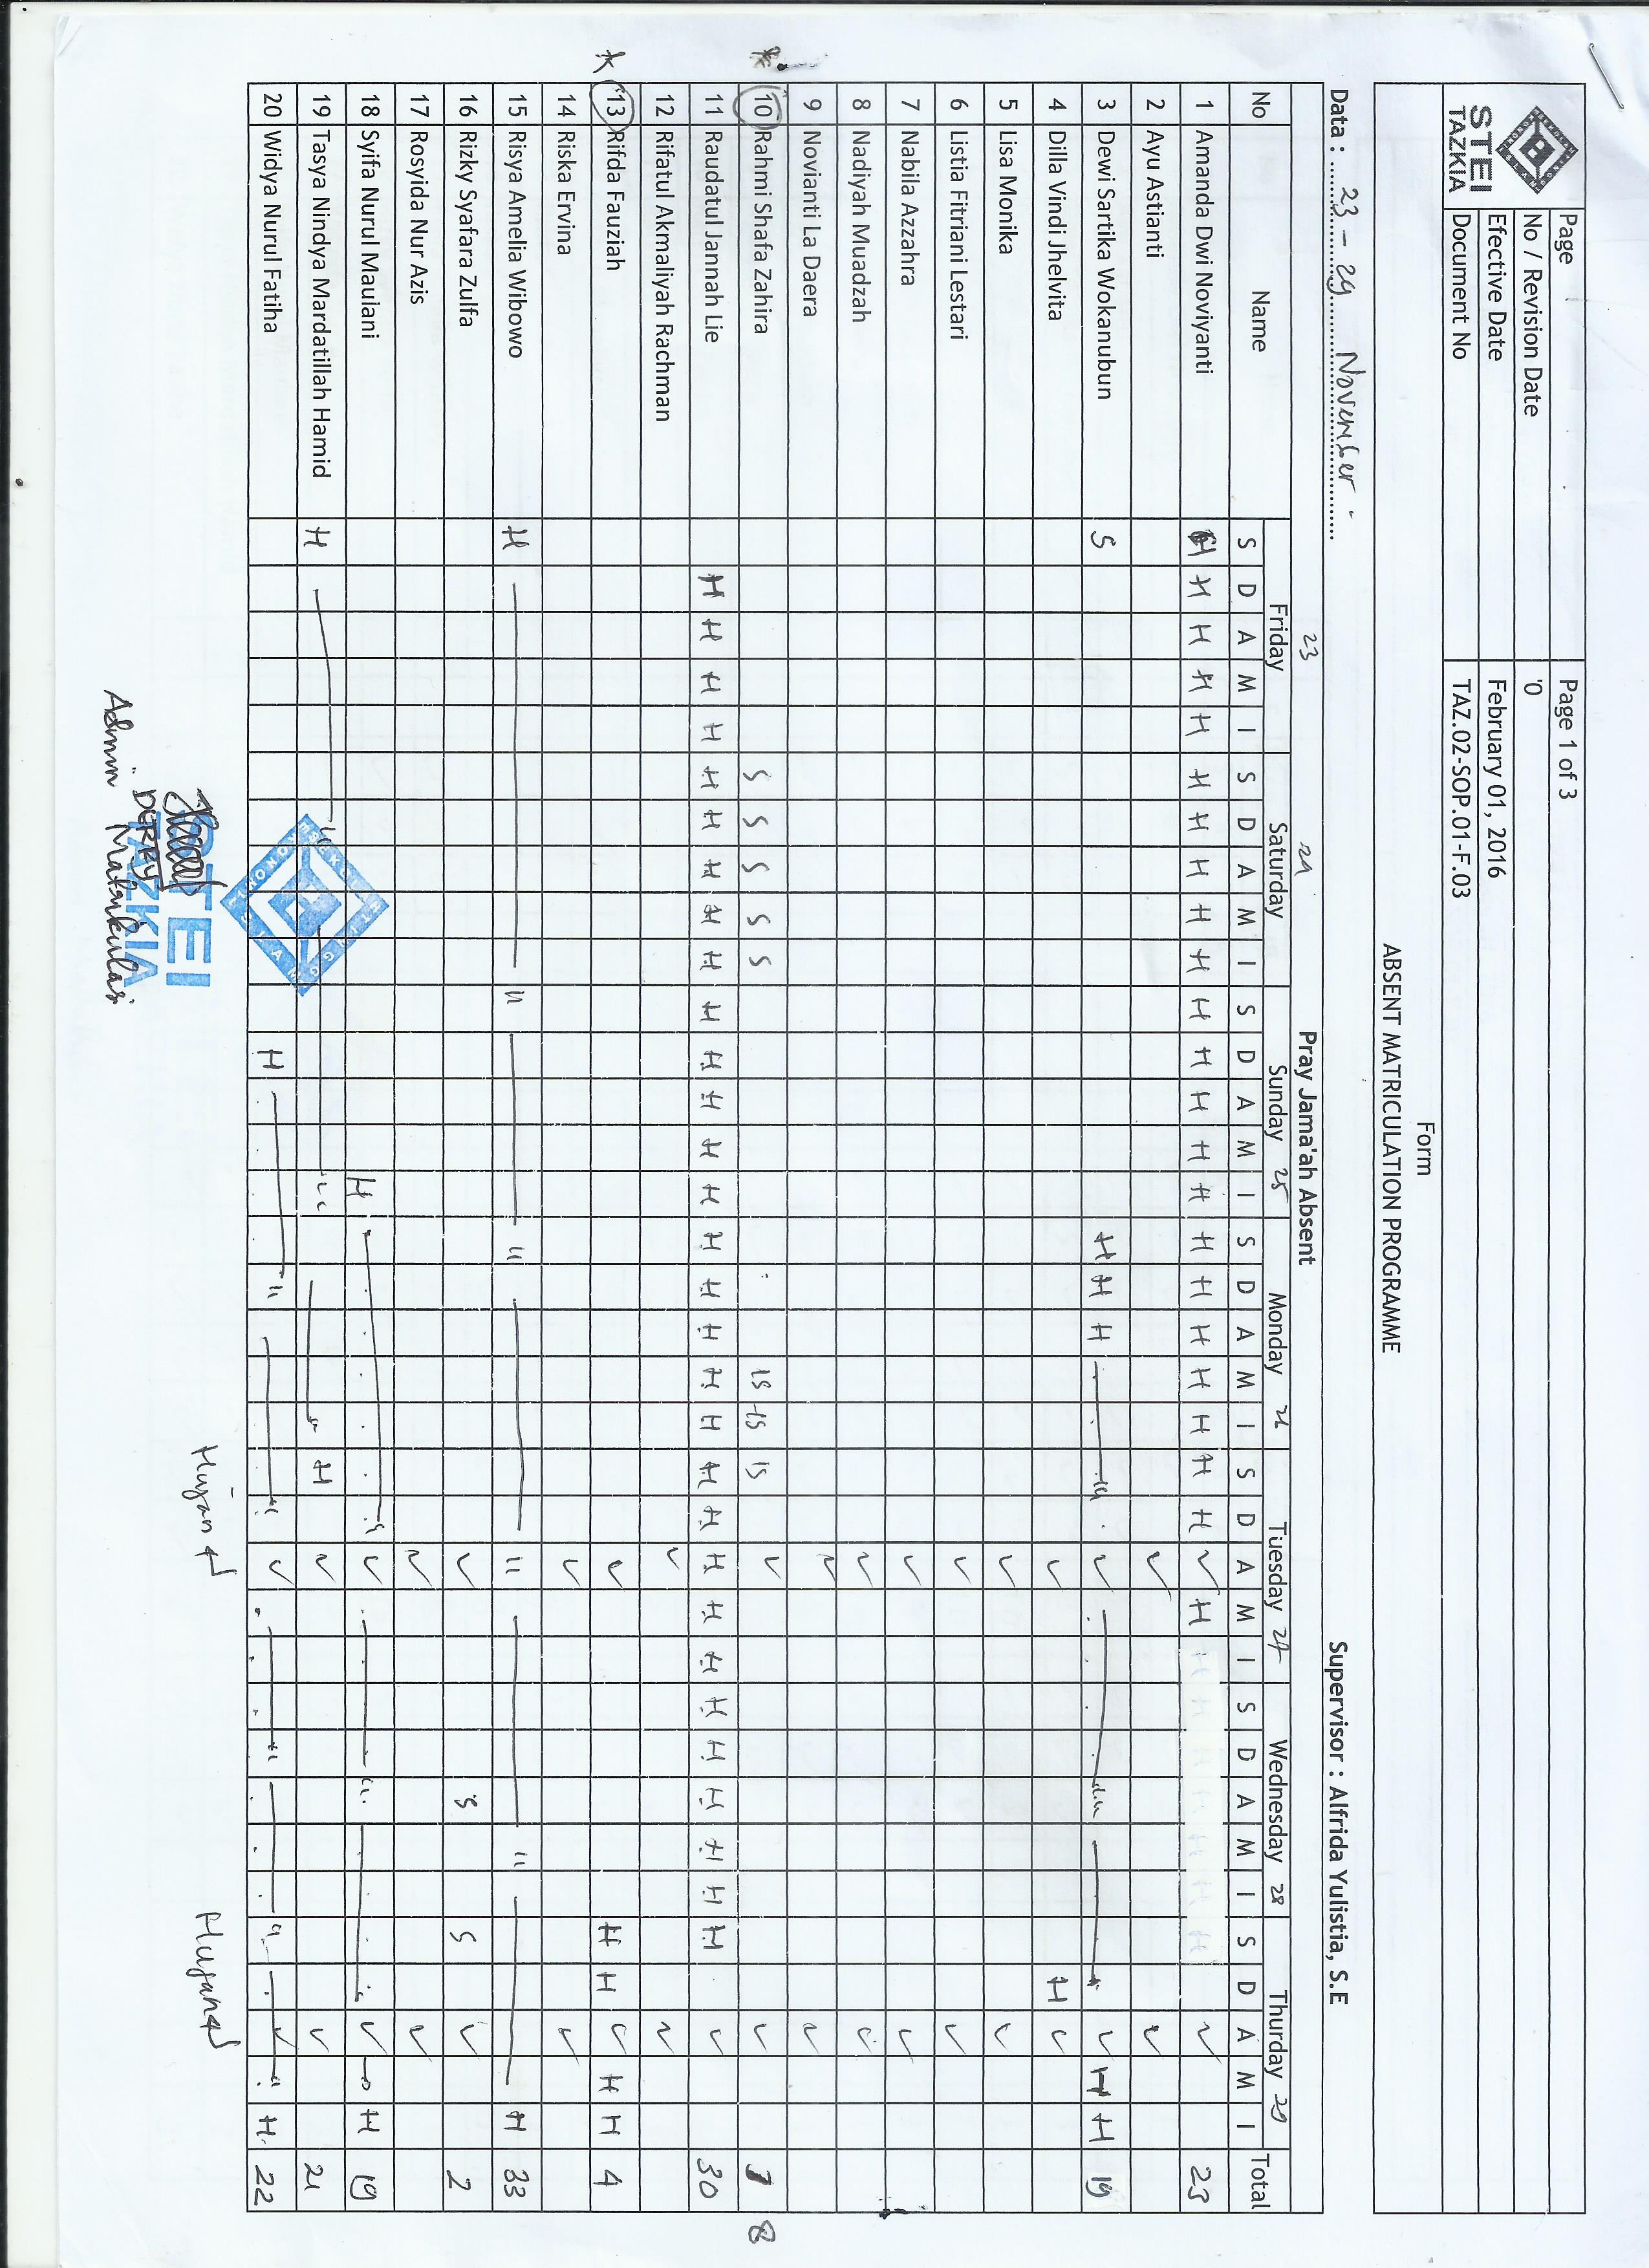 STEI
TAZKIA
Page Page 1 of 3
No / Revision Date '0
Efective Date February 01, 2016
Document No TAZ.02-SOP.01-F.03
Form
ABSENT MATRICULATION PROGRAMME
Data : 23 - 29 November
Supervisor : Alfrida Yulistia, S.E
23 24 Pray Jama'ah Absent
No Name Friday Saturday Sunday 25 Monday 26 Tuesday 27 Wednesday 28 Thurday 29 Total
S D A M I S D A M I S D A M I S D A M I S D A M I S D A M I S D A M I
1 Amanda Dwi Noviyanti H H H H H H H H H H H H H H H H H H H H H H ✓ H H H H H H H H ✓ 23
2 Ayu Astianti ✓ ✓
3 Dewi Sartika Wokanubun S H H H ✓ ✓ H H 19
4 Dilla Vindi Jhelvita ✓ H ✓
5 Lisa Monika ✓ ✓
6 Listia Fitriani Lestari ✓ ✓
7 Nabila Azzahra ✓ ✓
8 Nadiyah Muadzah ✓ ✓
9 Novianti La Daera ✓ ✓
10 Rahmi Shafa Zahira S S S S S IS IS IS ✓ ✓ 8
11 Raudatul Jannah Lie H H H H H H H H H H H H H H H H H H H H H H H H H H H H H H ✓ 30
12 Rifatul Akmaliyah Rachman ✓ ✓
13 Rifda Fauziah ✓ H H ✓ H H 4
14 Riska Ervina ✓ ✓
15 Risya Amelia Wibowo H — " — " — " — " — H 33
16 Rizky Syafara Zulfa ✓ S S ✓ 2
17 Rosyida Nur Azis ✓ ✓
18 Syifa Nurul Maulani H — " ✓ — " — ✓ H 19
19 Tasya Nindya Mardatillah Hamid H — " — " — " H ✓ ✓ 21
20 Widya Nurul Fatiha H — " — " ✓ — " — " — ✓ " H 22
Hujan Hujan
STEI
TAZKIA
DERRY
Admin Matrikulasi